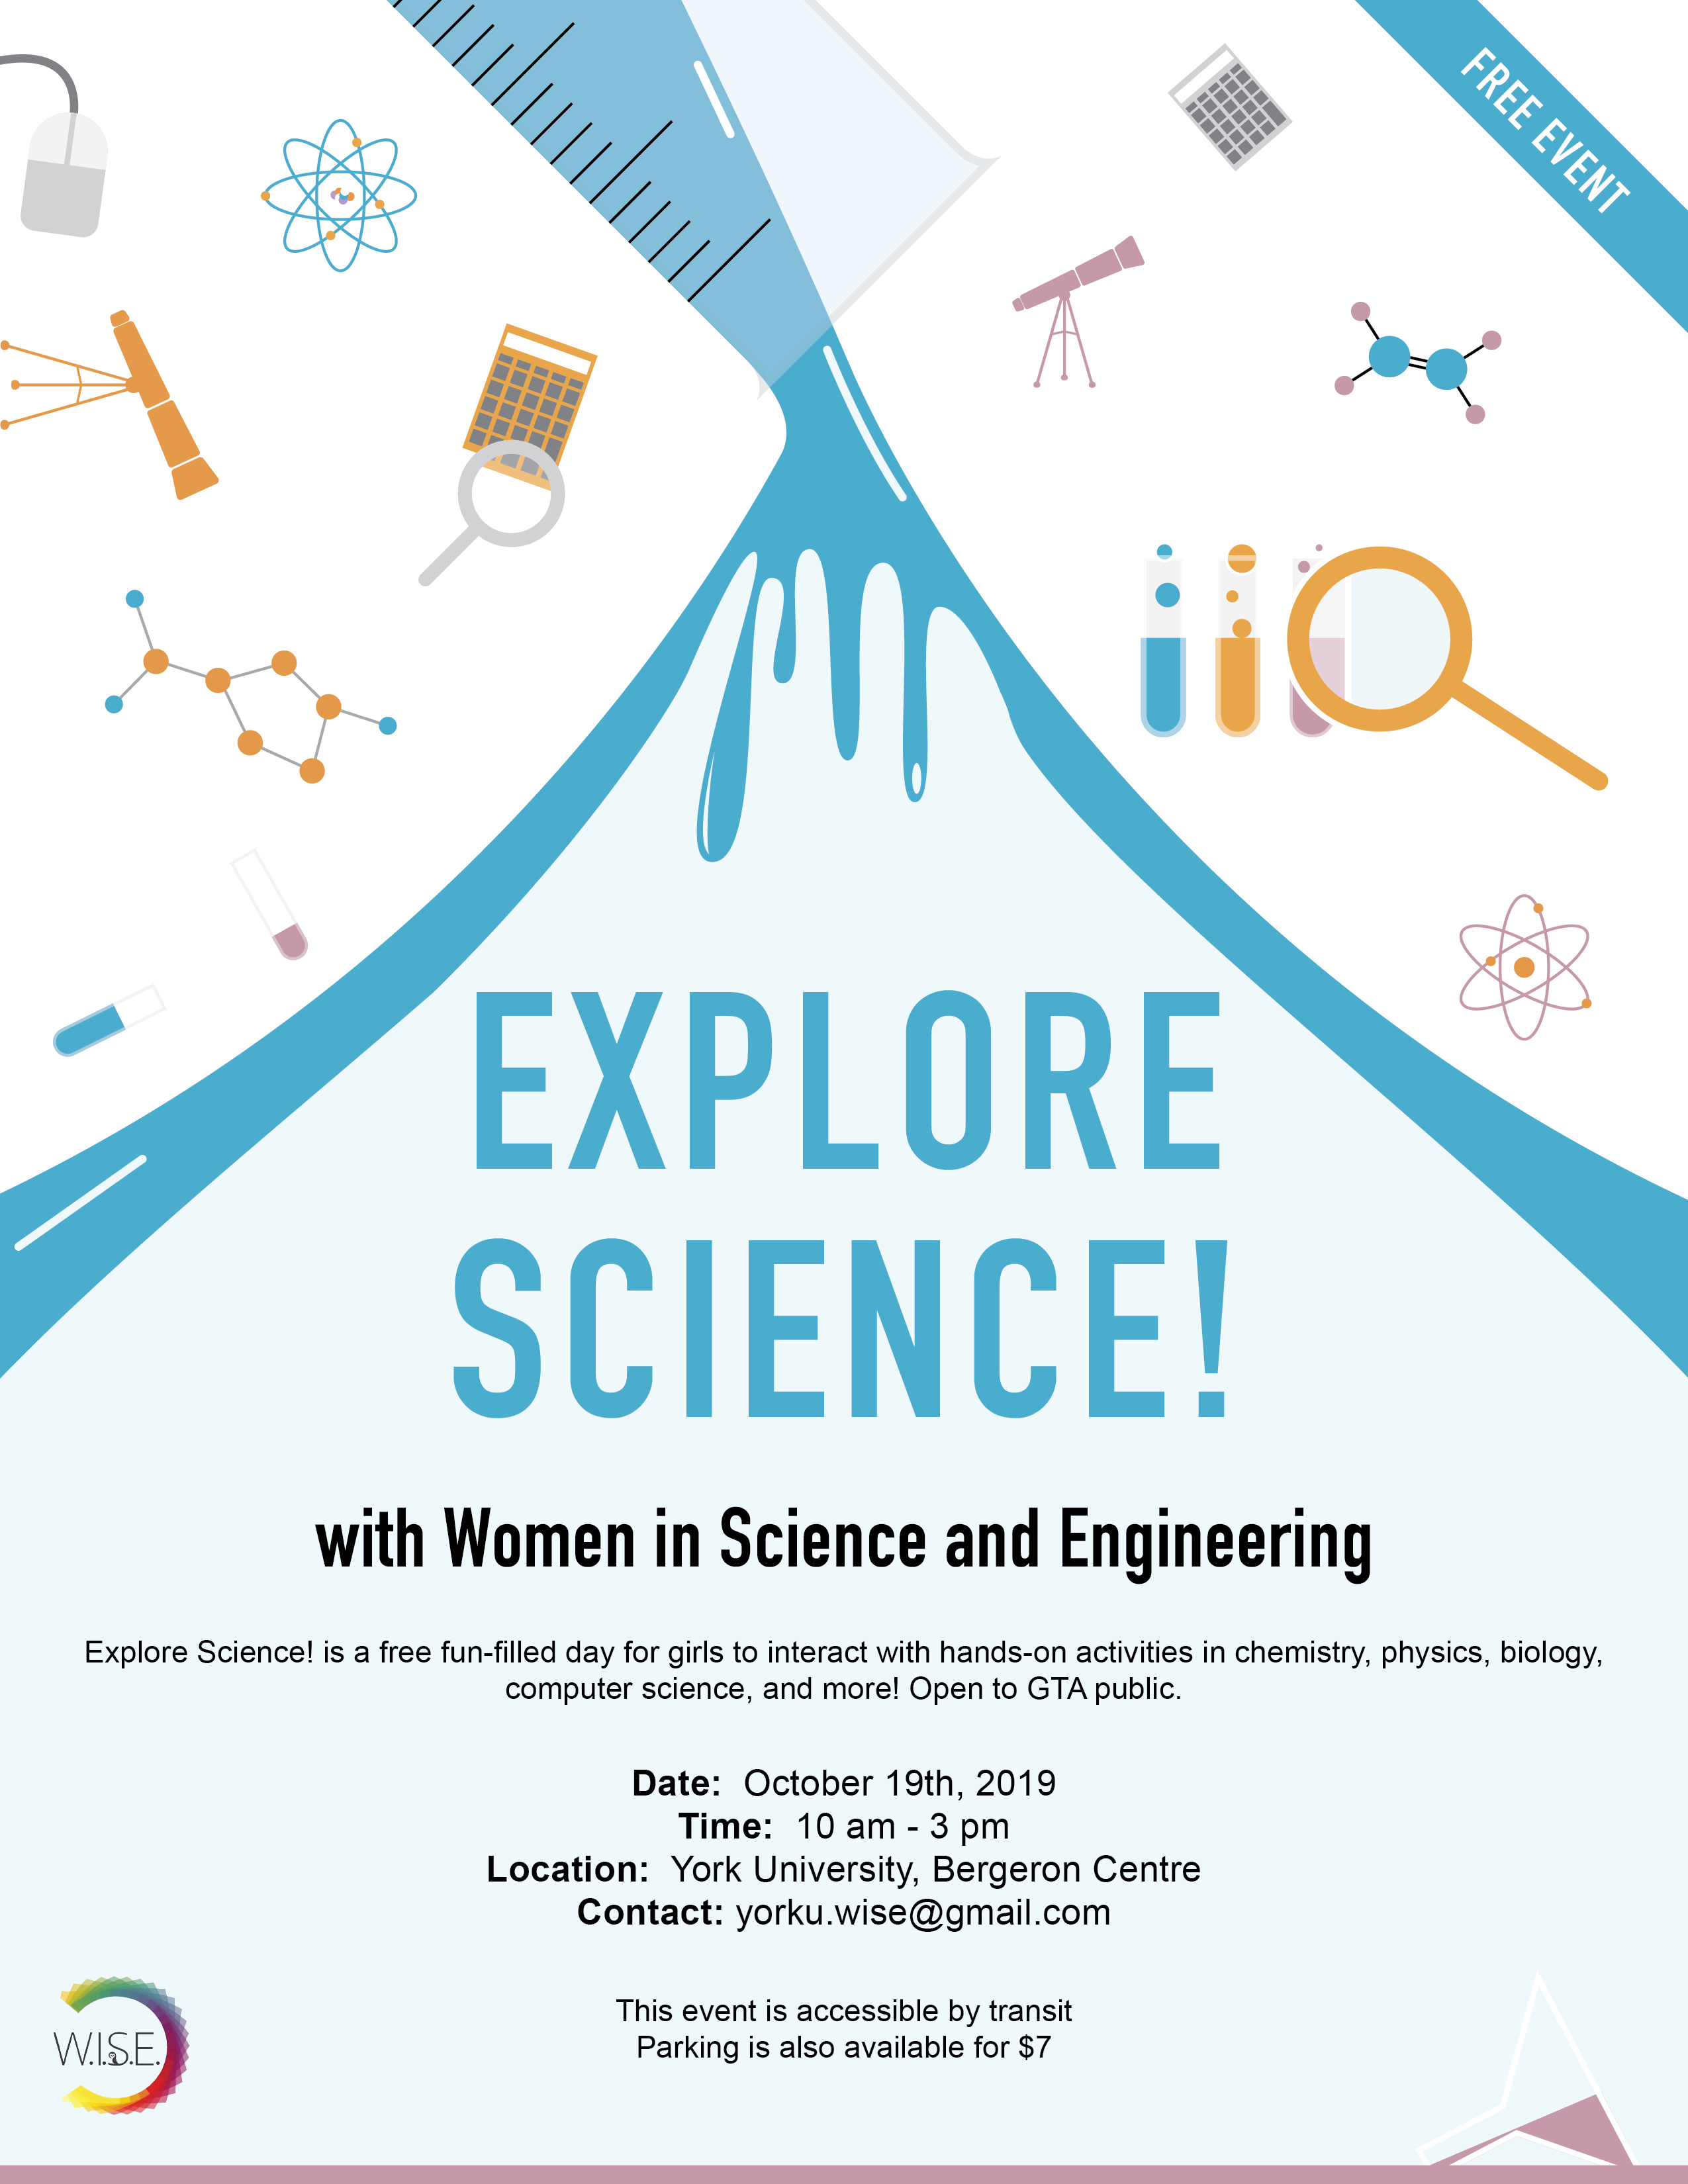 FREE EVENT
EXPLORE
SCIENCE!
with Women in Science and Engineering
Explore Science! is a free fun-filled day for girls to interact with hands-on activities in chemistry, physics, biology,
computer science, and more! Open to GTA public.
Date: October 19th, 2019
Time: 10 am - 3 pm
Location: York University, Bergeron Centre
Contact: yorku.wise@gmail.com
This event is accessible by transit
Parking is also available for $7
W.I.S.E.